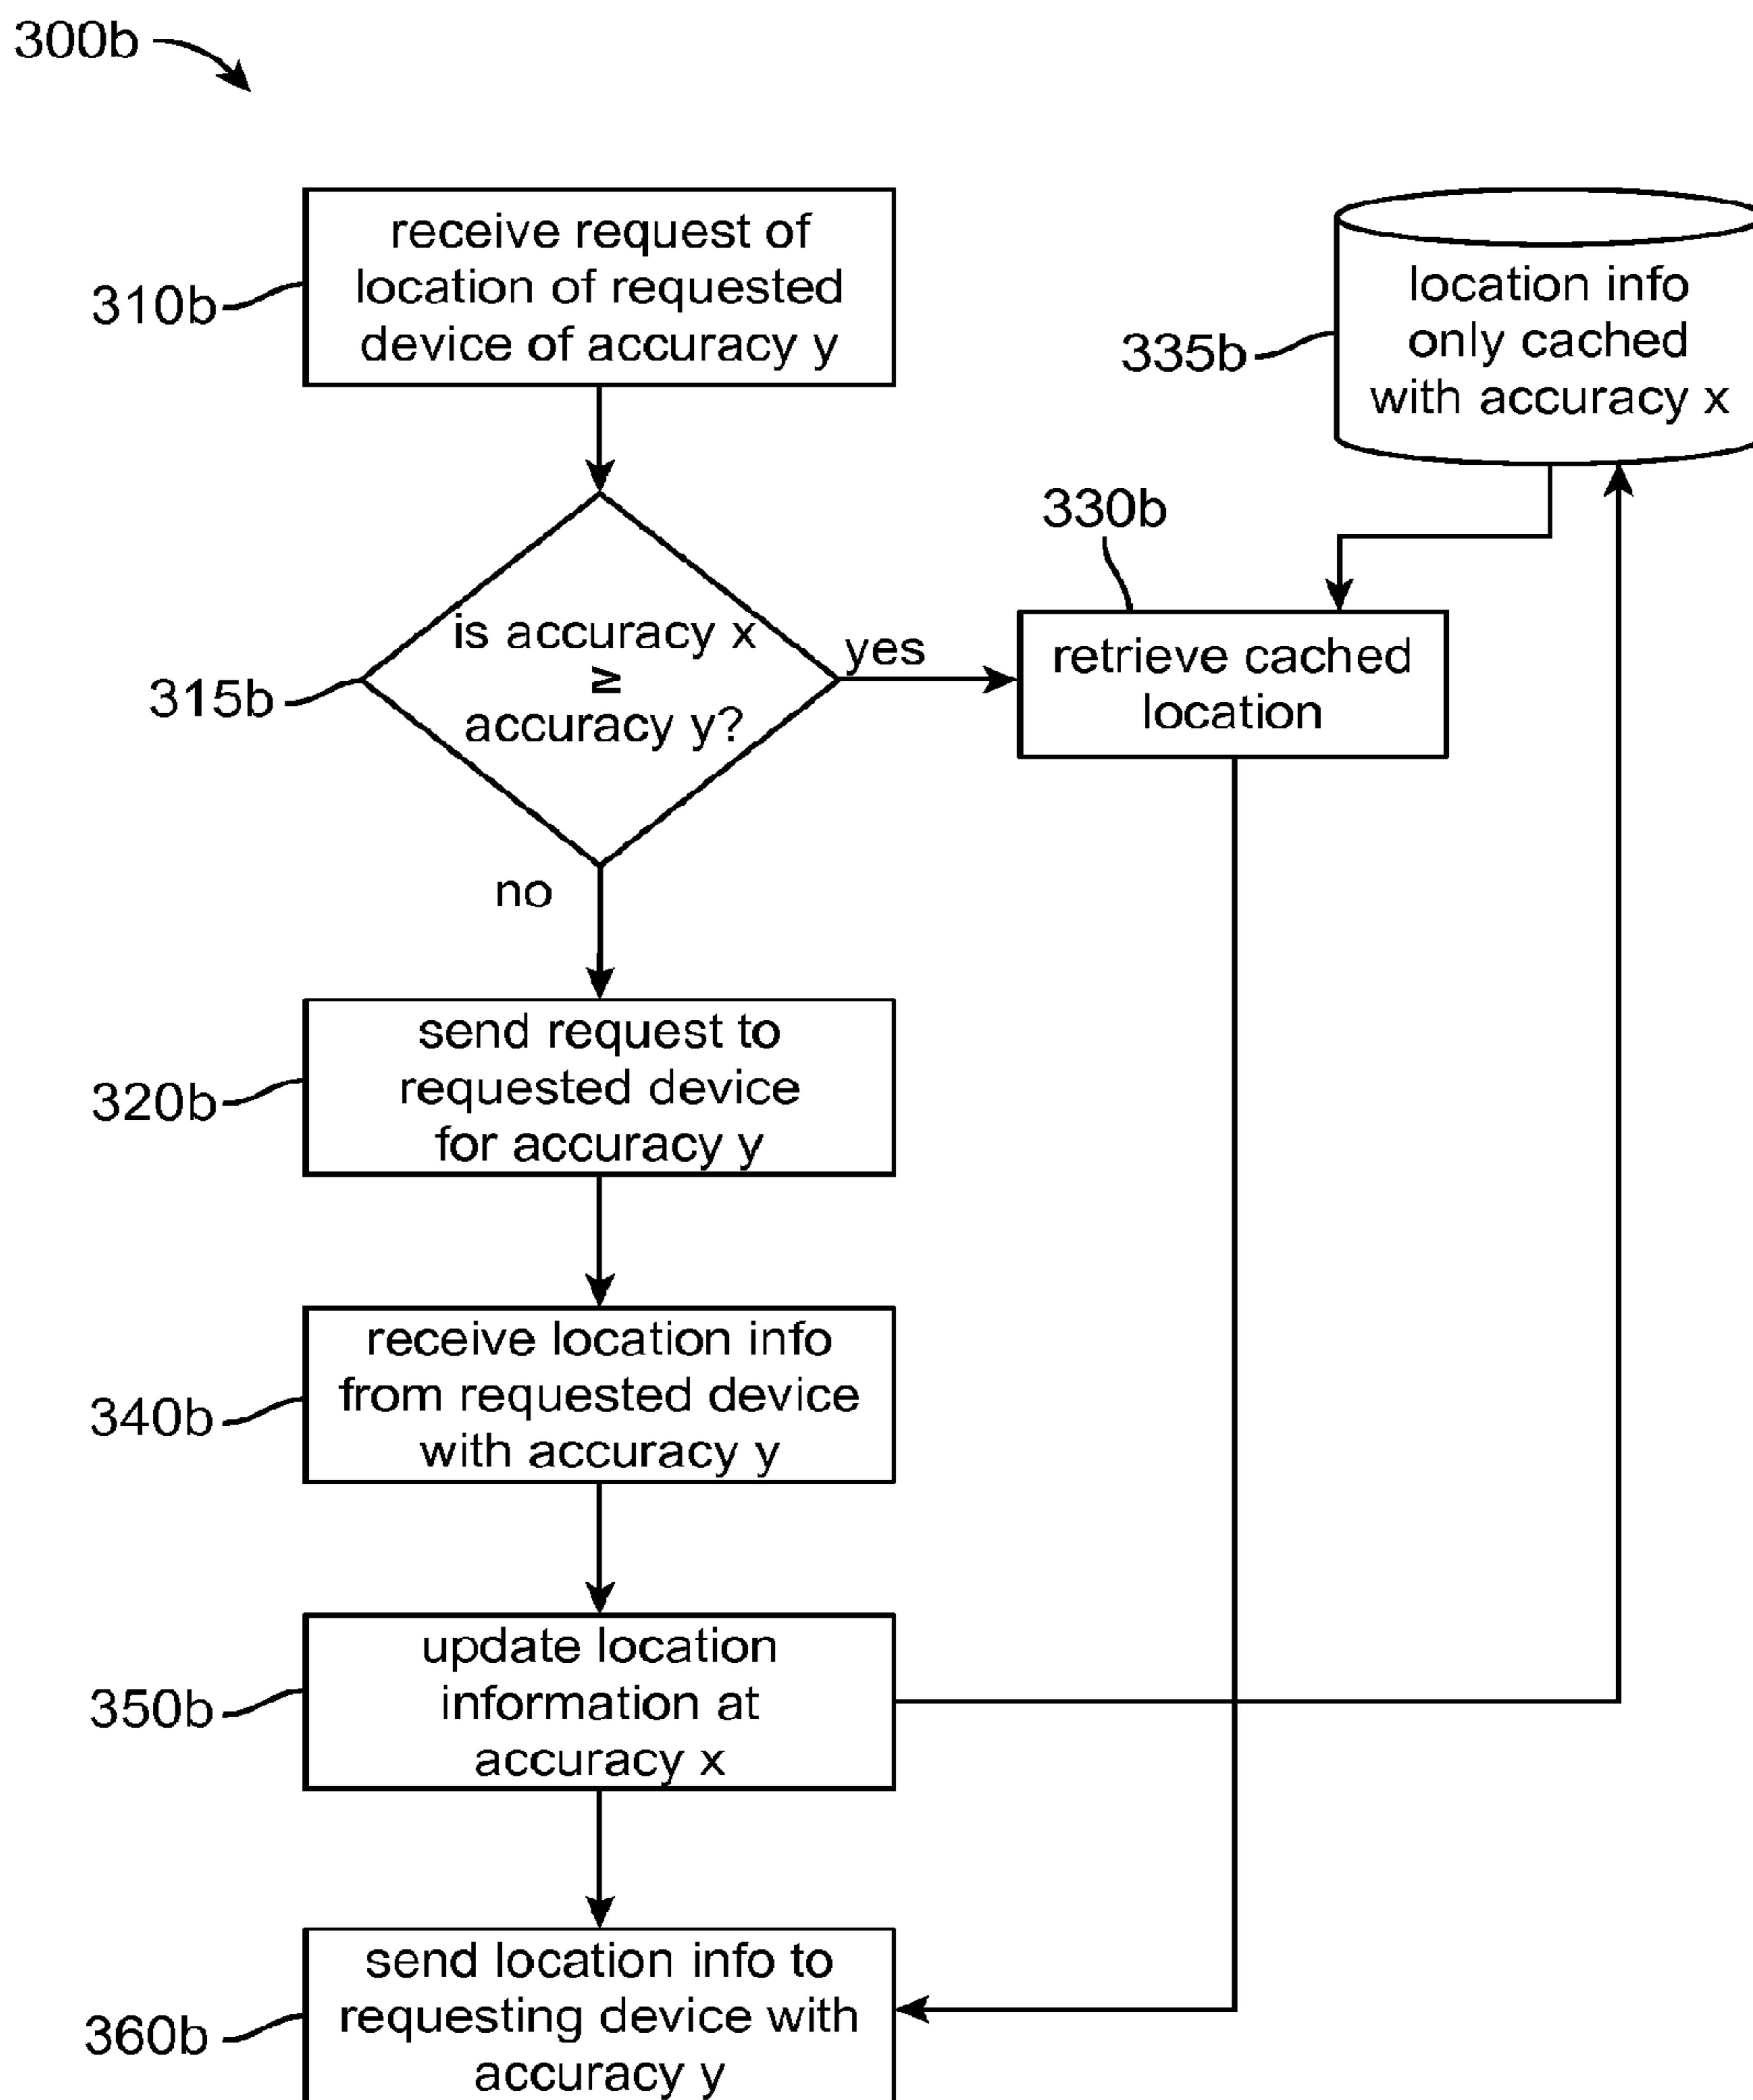 300b
receive request of
location of requested
device of accuracy y
310b
location info
only cached
with accuracy x
335b
330b
is accuracy x
≥
accuracy y?
315b
yes
retrieve cached
location
no
send request to
requested device
for accuracy y
320b
receive location info
from requested device
with accuracy y
340b
update location
information at
accuracy x
350b
send location info to
requesting device with
accuracy y
360b